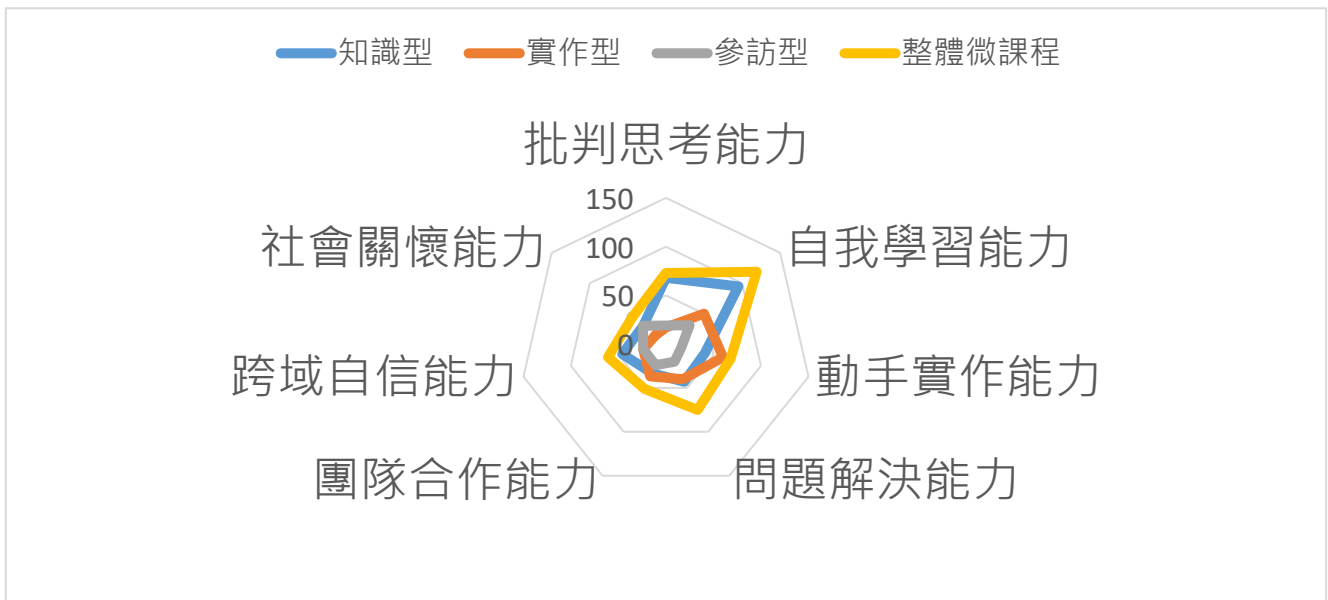 知識型 實作型 參訪型 整體微課程
批判思考能力
150
社會關懷能力 自我學習能力
100
50
0
跨域自信能力 動手實作能力
團隊合作能力 問題解決能力